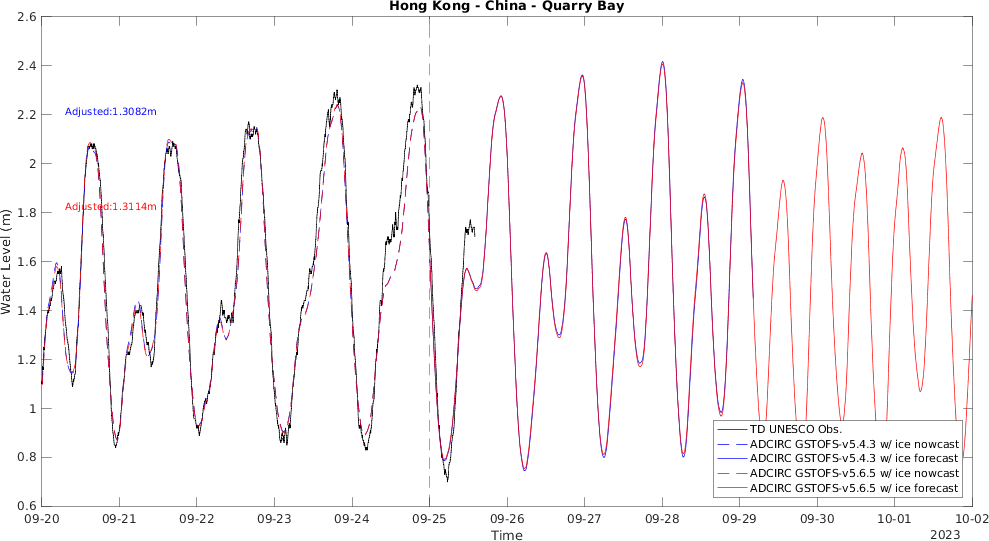 Hong Kong - China - Quarry Bay
2.6
2.4
2.2
2
1.8
1.6
1.4
1.2
1
0.8
0.6
Water Level (m)
Adjusted:1.3082m
Adjusted:1.3114m
TD UNESCO Obs.
ADCIRC GSTOFS-v5.4.3 w/ ice nowcast
ADCIRC GSTOFS-v5.4.3 w/ ice forecast
ADCIRC GSTOFS-v5.6.5 w/ ice nowcast
ADCIRC GSTOFS-v5.6.5 w/ ice forecast
09-20 09-21 09-22 09-23 09-24 09-25 09-26 09-27 09-28 09-29 09-30 10-01 10-02
Time
2023